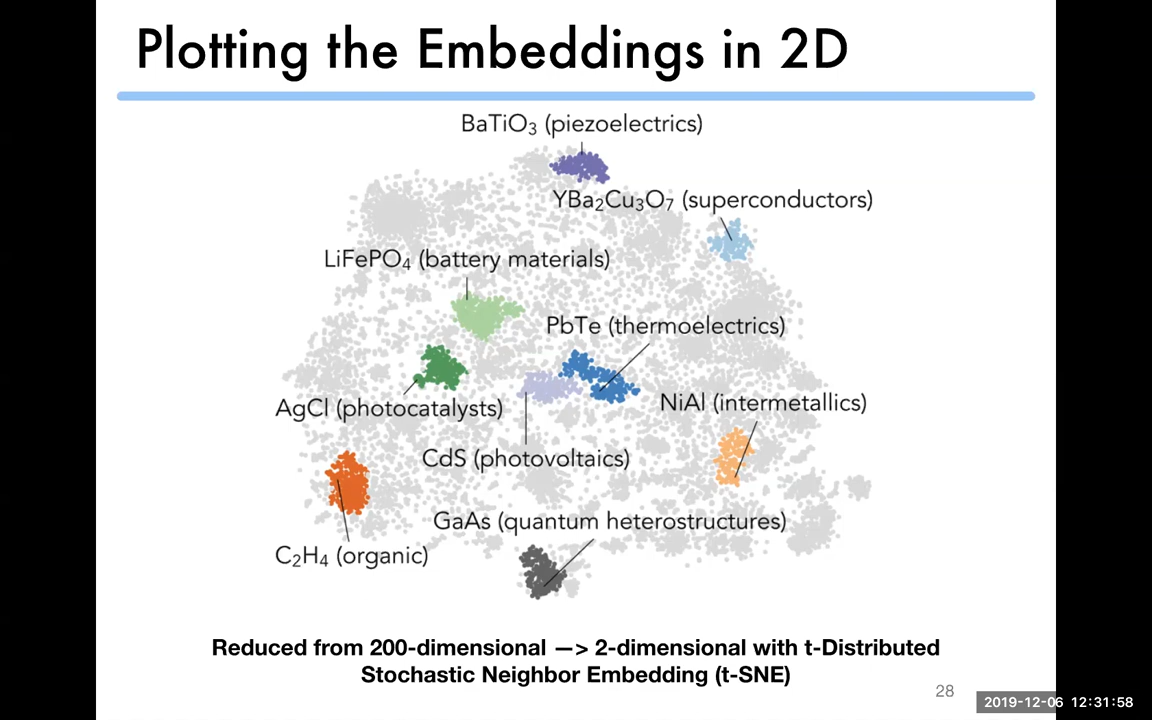 Plotting the Embeddings in 2D
BaTiO₃ (piezoelectrics)
YBa₂Cu₃O₇ (superconductors)
LiFePO₄ (battery materials)
PbTe (thermoelectrics)
NiAl (intermetallics)
AgCl (photocatalysts)
CdS (photovoltaics)
GaAs (quantum heterostructures)
C₂H₄ (organic)
Reduced from 200-dimensional —> 2-dimensional with t-Distributed
Stochastic Neighbor Embedding (t-SNE)
28
2019-12-06 12:31:58